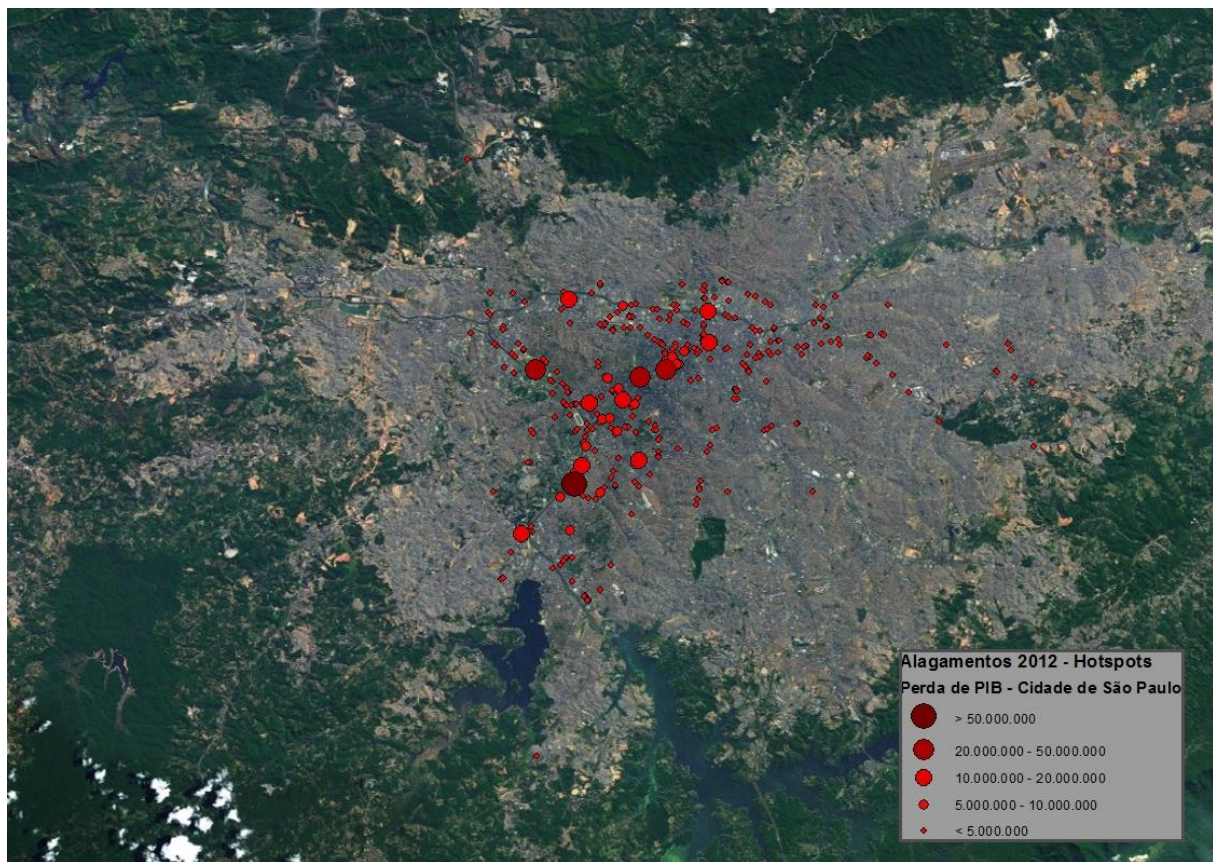 Alagamentos 2012 - Hotspots
Perda de PIB - Cidade de São Paulo
> 50.000.000
20.000.000 - 50.000.000
10.000.000 - 20.000.000
5.000.000 - 10.000.000
< 5.000.000